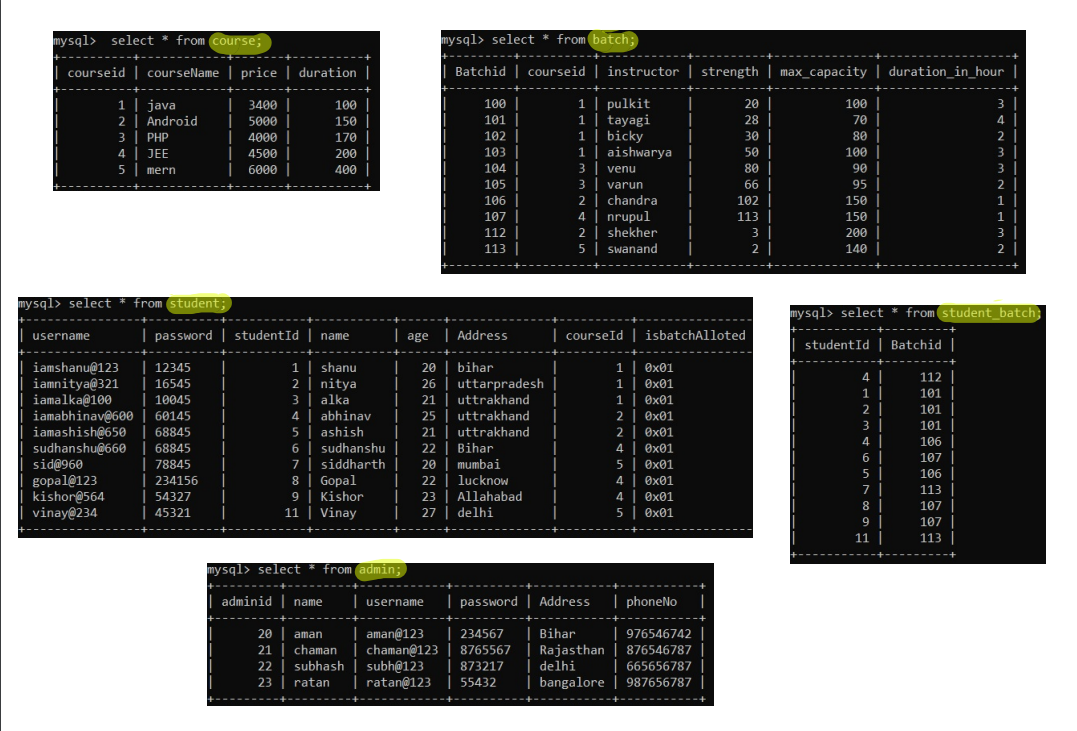 mysql> select * from course;
| courseid | courseName | price | duration |
| 1 | java | 3400 | 100 |
| 2 | Android | 5000 | 150 |
| 3 | PHP | 4000 | 170 |
| 4 | JEE | 4500 | 200 |
| 5 | mern | 6000 | 400 |
mysql> select * from batch;
| Batchid | courseid | instructor | strength | max_capacity | duration_in_hour |
| 100 | 1 | pulkit | 20 | 100 | 3 |
| 101 | 1 | tayagi | 28 | 70 | 4 |
| 102 | 1 | bicky | 30 | 80 | 2 |
| 103 | 1 | aishwarya | 50 | 100 | 3 |
| 104 | 3 | venu | 80 | 90 | 3 |
| 105 | 3 | varun | 66 | 95 | 2 |
| 106 | 2 | chandra | 102 | 150 | 1 |
| 107 | 4 | nrupul | 113 | 150 | 1 |
| 112 | 2 | shekher | 3 | 200 | 3 |
| 113 | 5 | swanand | 2 | 140 | 2 |
mysql> select * from student;
| username | password | studentId | name | age | Address | courseId | isbatchAlloted
| iamshanu@123 | 12345 | 1 | shanu | 20 | bihar | 1 | 0x01
| iamnitya@321 | 16545 | 2 | nitya | 26 | uttarpradesh | 1 | 0x01
| iamalka@100 | 10045 | 3 | alka | 21 | uttrakhand | 1 | 0x01
| iamabhinav@600 | 60145 | 4 | abhinav | 25 | uttrakhand | 2 | 0x01
| iamashish@650 | 68845 | 5 | ashish | 21 | uttrakhand | 2 | 0x01
| sudhanshu@660 | 68845 | 6 | sudhanshu | 22 | Bihar | 4 | 0x01
| sid@960 | 78845 | 7 | siddharth | 20 | mumbai | 5 | 0x01
| gopal@123 | 234156 | 8 | Gopal | 22 | lucknow | 4 | 0x01
| kishor@564 | 54327 | 9 | Kishor | 23 | Allahabad | 4 | 0x01
| vinay@234 | 45321 | 11 | Vinay | 27 | delhi | 5 | 0x01
mysql> select * from student_batch;
| studentId | Batchid |
| 4 | 112 |
| 1 | 101 |
| 2 | 101 |
| 3 | 101 |
| 4 | 106 |
| 6 | 107 |
| 5 | 106 |
| 7 | 113 |
| 8 | 107 |
| 9 | 107 |
| 11 | 113 |
mysql> select * from admin;
| adminid | name | username | password | Address | phoneNo |
| 20 | aman | aman@123 | 234567 | Bihar | 976546742 |
| 21 | chaman | chaman@123 | 8765567 | Rajasthan | 876546787 |
| 22 | subhash | subh@123 | 873217 | delhi | 665656787 |
| 23 | ratan | ratan@123 | 55432 | bangalore | 987656787 |